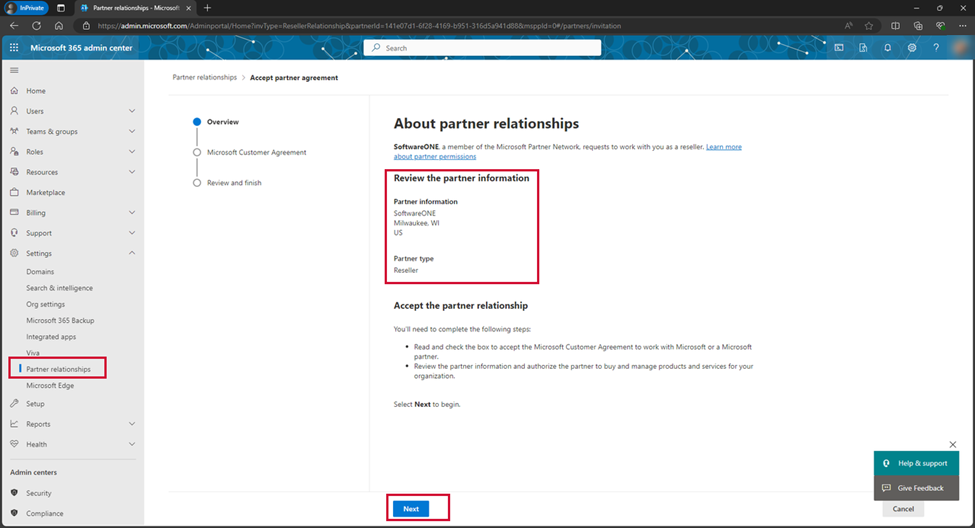 InPrivate
Partner relationships - Microsof
https://admin.microsoft.com/Adminportal/Home?invType=ResellerRelationship&partnerId=141e07d1-6f28-4169-b951-316d5a941d88&msppId=0#/partners/invitation
Microsoft 365 admin center
Search
Home
Users
Teams & groups
Roles
Resources
Marketplace
Billing
Support
Settings
Domains
Search & intelligence
Org settings
Microsoft 365 Backup
Integrated apps
Viva
Partner relationships
Microsoft Edge
Setup
Reports
Health
Admin centers
Security
Compliance
Partner relationships > Accept partner agreement
Overview
Microsoft Customer Agreement
Review and finish
About partner relationships
SoftwareONE, a member of the Microsoft Partner Network, requests to work with you as a reseller. Learn more
about partner permissions
Review the partner information
Partner information
SoftwareONE
Milwaukee, WI
US
Partner type
Reseller
Accept the partner relationship
You'll need to complete the following steps:
• Read and check the box to accept the Microsoft Customer Agreement to work with Microsoft or a Microsoft
partner.
• Review the partner information and authorize the partner to buy and manage products and services for your
organization.
Select Next to begin.
Next
Help & support
Give Feedback
Cancel